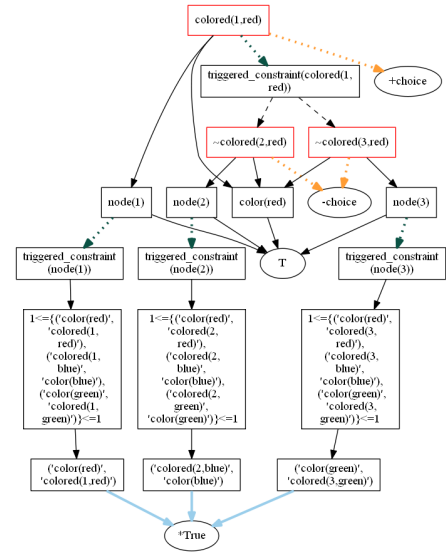 colored(1,red)
+choice
triggered_constraint(colored(1,
red))
~colored(2,red)
~colored(3,red)
node(1)
node(2)
color(red)
-choice
node(3)
triggered_constraint
(node(1))
triggered_constraint
(node(2))
T
triggered_constraint
(node(3))
1<={('color(red)',
'colored(1,
red)'),
('colored(1,
blue)',
'color(blue)'),
('color(green)',
'colored(1,
green)')}<=1
1<={('color(red)',
'colored(2,
red)'),
('colored(2,
blue)',
'color(blue)'),
('colored(2,
green)',
'color(green)')}<=1
1<={('color(red)',
'colored(3,
red)'),
('colored(3,
blue)',
'color(blue)'),
('color(green)',
'colored(3,
green)')}<=1
('color(red)',
'colored(1,red)')
('colored(2,blue)',
'color(blue)')
('color(green)',
'colored(3,green)')
*True